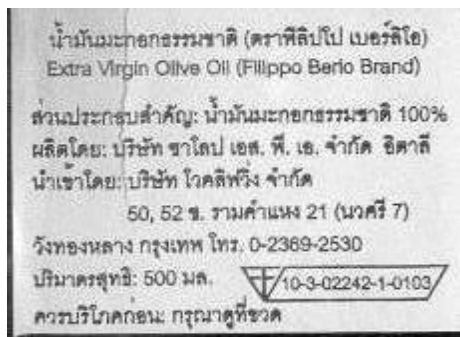 น้ำมันมะกอกธรรมชาติ (ตราฟิลิปโป เบอร์ลิโอ)
Extra Virgin Olive Oil (Filippo Berio Brand)
ส่วนประกอบสำคัญ: น้ำมันมะกอกธรรมชาติ 100%
ผลิตโดย: บริษัท ซาโลป เอส. พี. เอ. จำกัด อิตาลี
นำเข้าโดย: บริษัท โวคลิฟวิ่ง จำกัด
50, 52 ซ. รามคำแหง 21 (นวศรี 7)
วังทองหลาง กรุงเทพ โทร. 0-2369-2530
ปริมาตรสุทธิ: 500 มล. 10-3-02242-1-0103
ควรบริโภคก่อน: กรุณาดูที่ขวด